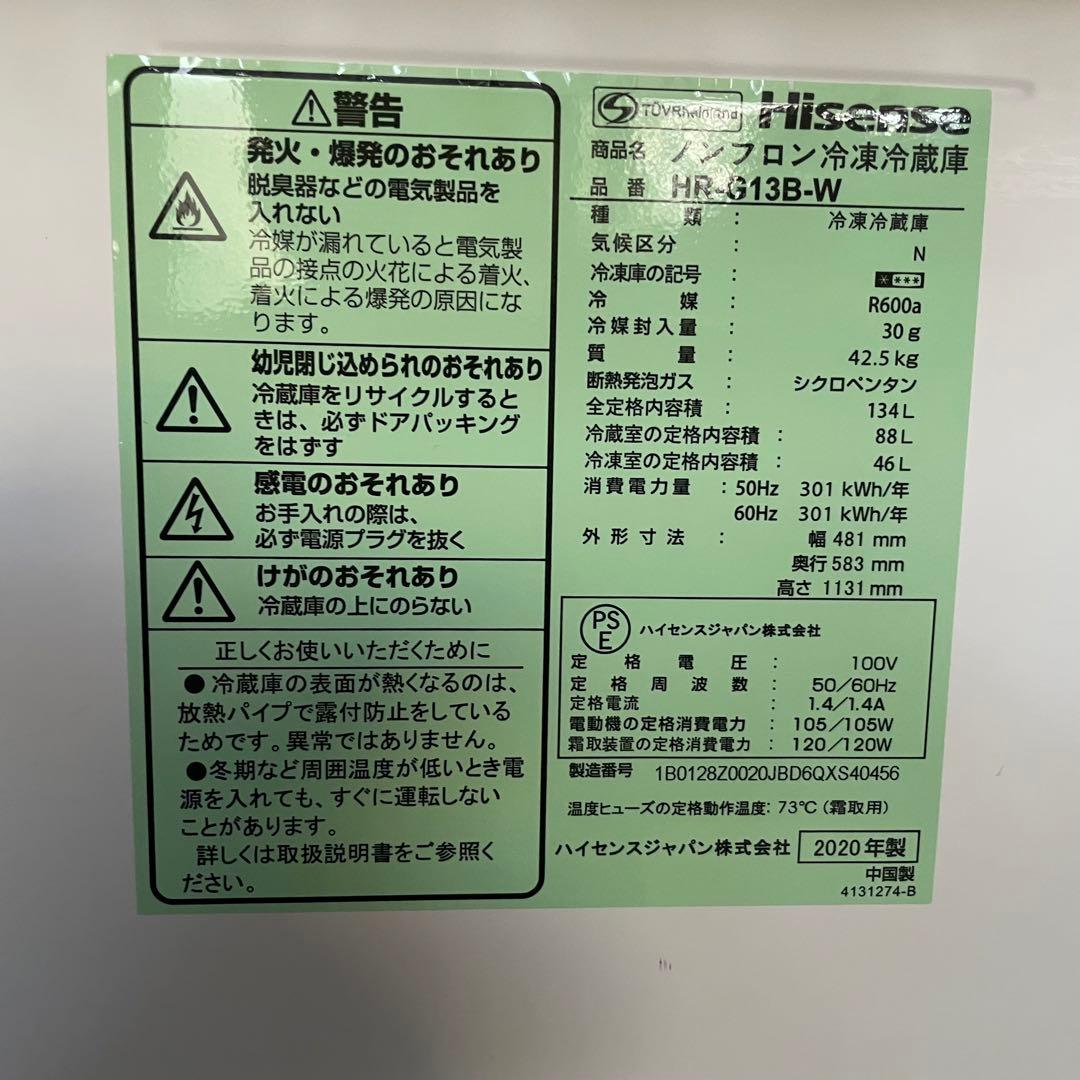 ⚠警告
発火・爆発のおそれあり
脱臭器などの電気製品を
入れない
冷媒が漏れていると電気製
品の接点の火花による着火、
着火による爆発の原因にな
ります。
幼児閉じ込められのおそれあり
冷蔵庫をリサイクルすると
きは、必ずドアパッキング
をはずす
感電のおそれあり
お手入れの際は、
必ず電源プラグを抜く
けがのおそれあり
冷蔵庫の上にのらない
正しくお使いいただくために
●冷蔵庫の表面が熱くなるのは、
放熱パイプで露付防止をしている
ためです。異常ではありません。
●冬期など周囲温度が低いとき電
源を入れても、すぐに運転しない
ことがあります。
詳しくは取扱説明書をご参照く
ださい。
TÜVRheinland Hisense
商品名 ノンフロン冷凍冷蔵庫
品番 HR-G13B-W
種類: 冷凍冷蔵庫
気候区分: N
冷凍庫の記号: * ***
冷媒: R600a
冷媒封入量: 30g
質量: 42.5kg
断熱発泡ガス: シクロペンタン
全定格内容積: 134L
冷蔵室の定格内容積: 88L
冷凍室の定格内容積: 46L
消費電力量: 50Hz 301 kWh/年
60Hz 301 kWh/年
外形寸法: 幅 481 mm
奥行 583 mm
高さ 1131 mm
PSE ハイセンスジャパン株式会社
定格電圧: 100V
定格周波数: 50/60Hz
定格電流: 1.4/1.4A
電動機の定格消費電力: 105/105W
霜取装置の定格消費電力: 120/120W
製造番号 1B0128Z0020JBD6QXS40456
温度ヒューズの定格動作温度: 73℃(霜取用)
ハイセンスジャパン株式会社 2020年製
中国製
4131274-B